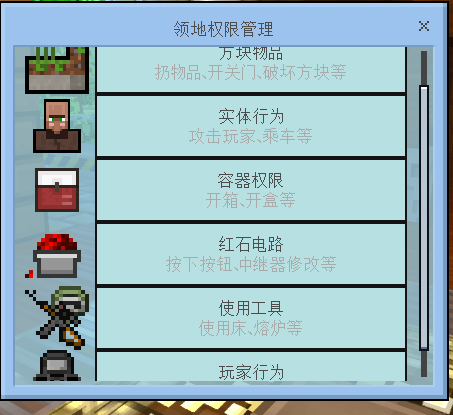 领地权限管理
方块物品
扔物品、开关门、破坏方块等
实体行为
攻击玩家、乘车等
容器权限
开箱、开盒等
红石电路
按下按钮、中继器修改等
使用工具
使用床、熔炉等
玩家行为